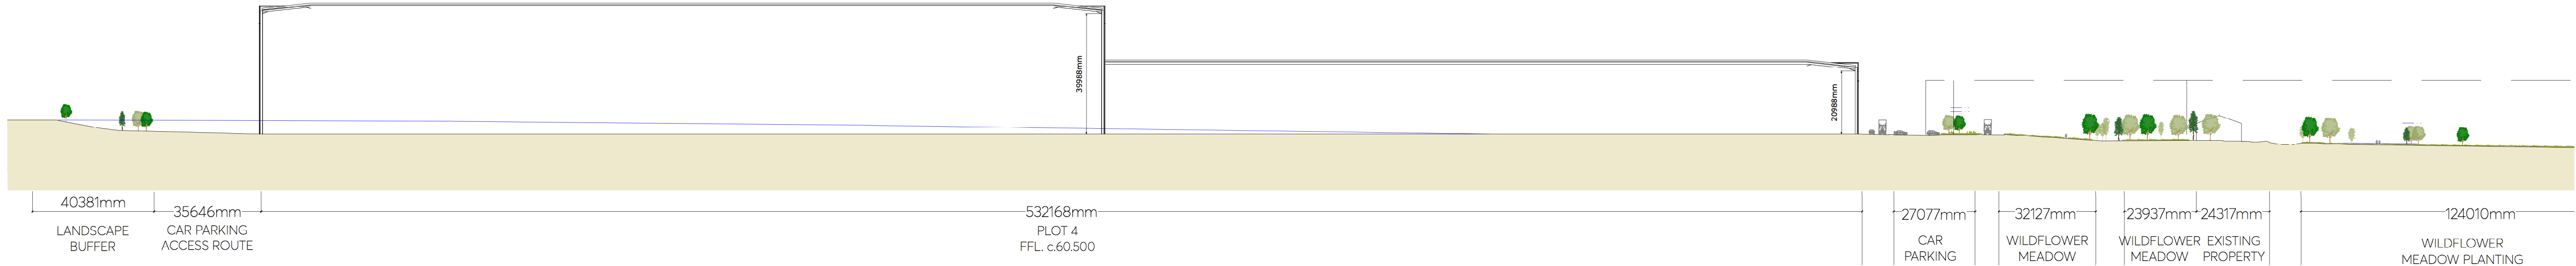 39988mm
20988mm
40381mm
35646mm
532168mm
27077mm
32127mm
23937mm
24317mm
124010mm
LANDSCAPE
BUFFER
CAR PARKING
ACCESS ROUTE
PLOT 4
FFL. c.60.500
CAR
PARKING
WILDFLOWER
MEADOW
WILDFLOWER
MEADOW
EXISTING
PROPERTY
WILDFLOWER
MEADOW PLANTING